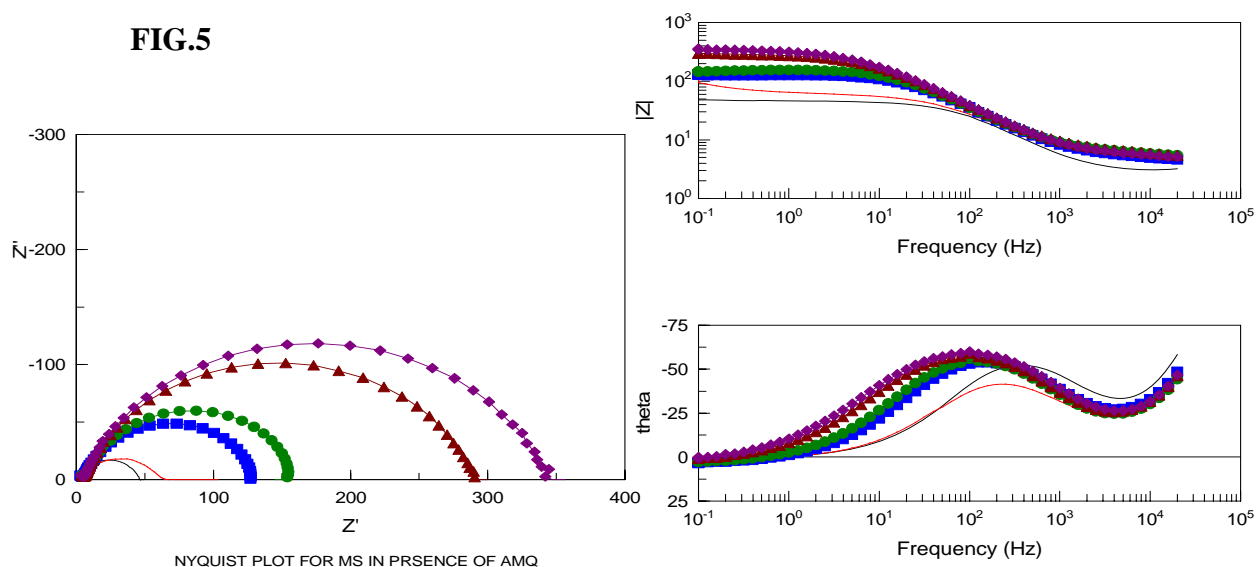 FIG.5
-300
-200
-100
0
Z''
0 100 200 300 400
Z'
NYQUIST PLOT FOR MS IN PRSENCE OF AMQ
10³
10²
10¹
10⁰
|Z|
10⁻¹ 10⁰ 10¹ 10² 10³ 10⁴ 10⁵
Frequency (Hz)
-75
-50
-25
0
25
theta
10⁻¹ 10⁰ 10¹ 10² 10³ 10⁴ 10⁵
Frequency (Hz)